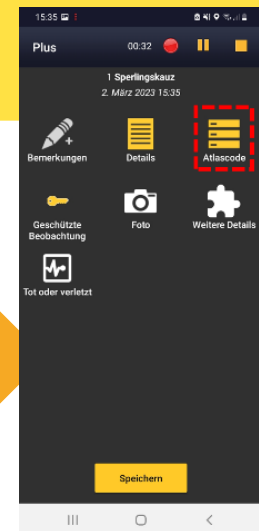 15:35
Plus 00:32
1 Sperlingskauz
2. März 2023 15:35
Bemerkungen Details Atlascode
Geschützte
Beobachtung Foto Weitere Details
Tot oder verletzt
Speichern